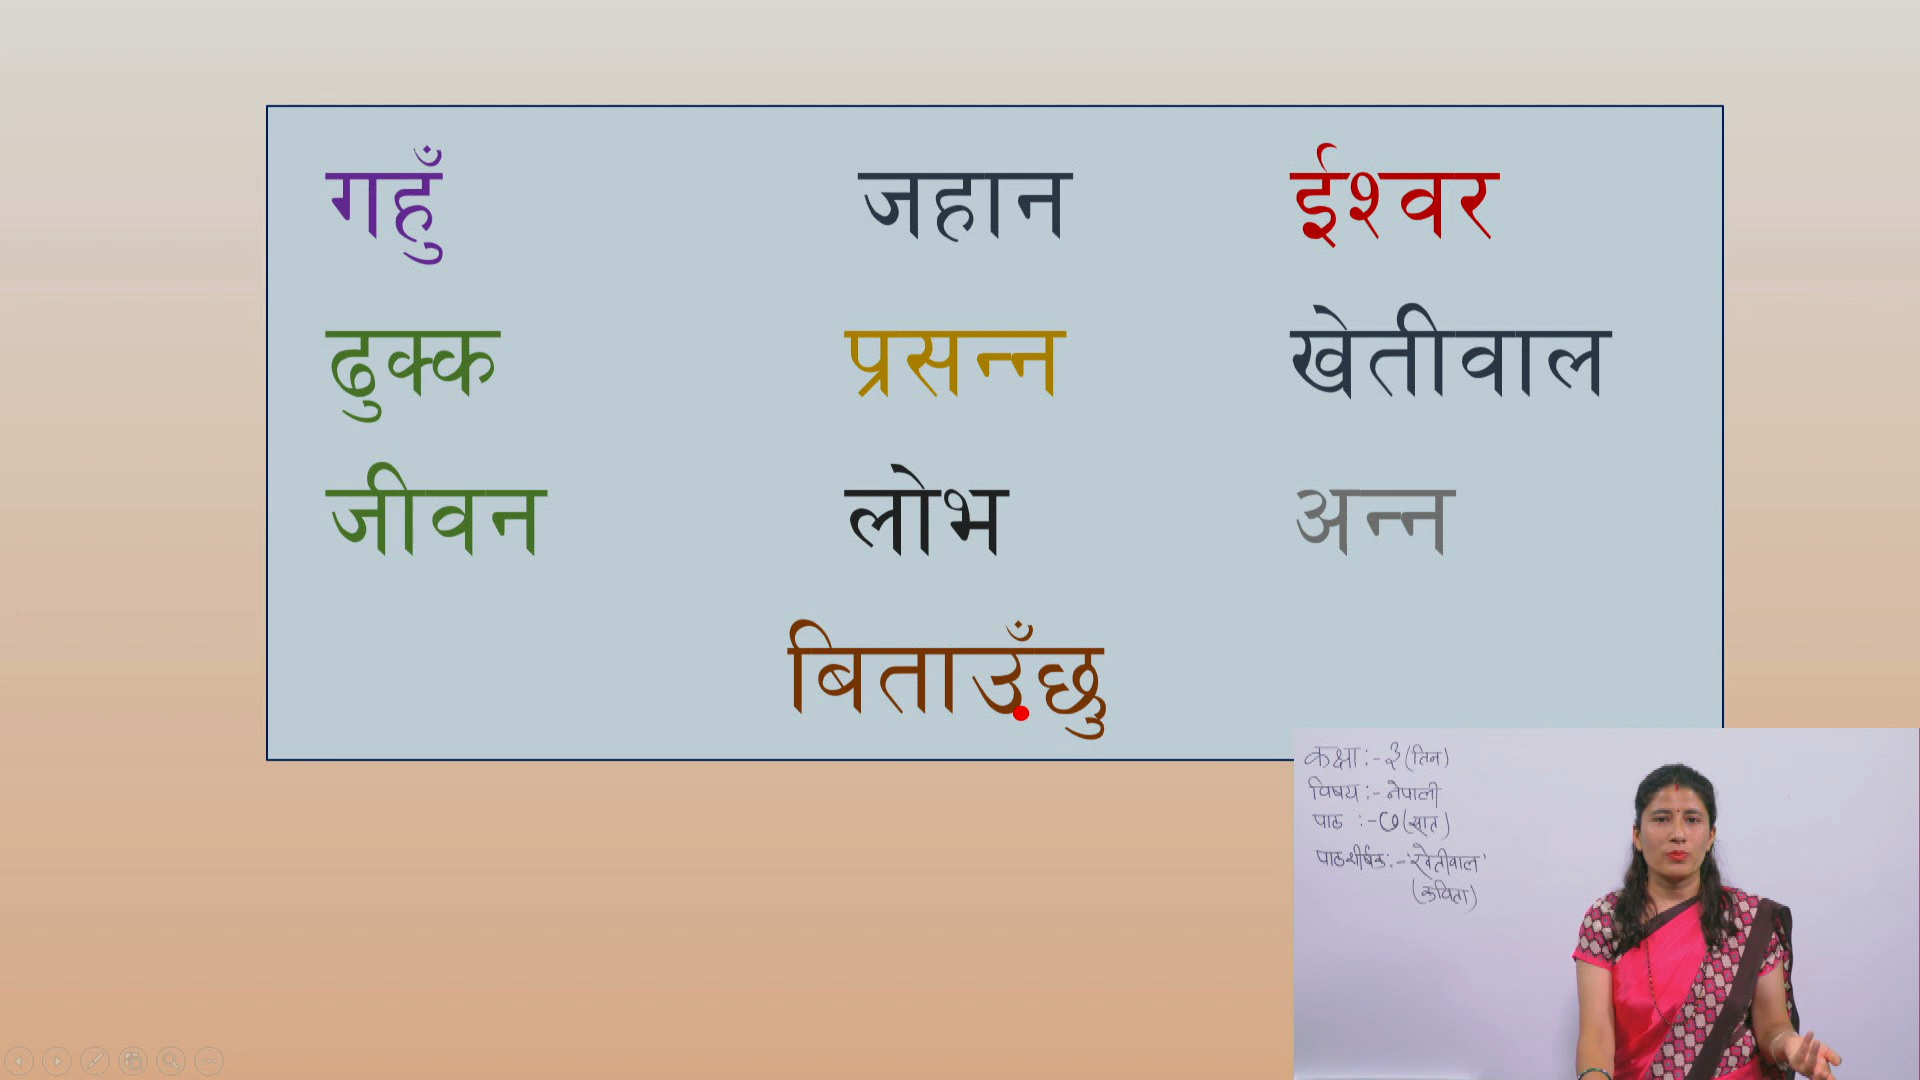 गहुँ जहान ईश्वर
ढुक्क प्रसन्न खेतीवाल
जीवन लोभ अन्न
बिताउँछु
कक्षा :- ३ (तिन)
विषय :- नेपाली
पाठ :- ७ (सात)
पाठशीर्षक :- 'खेतीवाल'
(कविता)